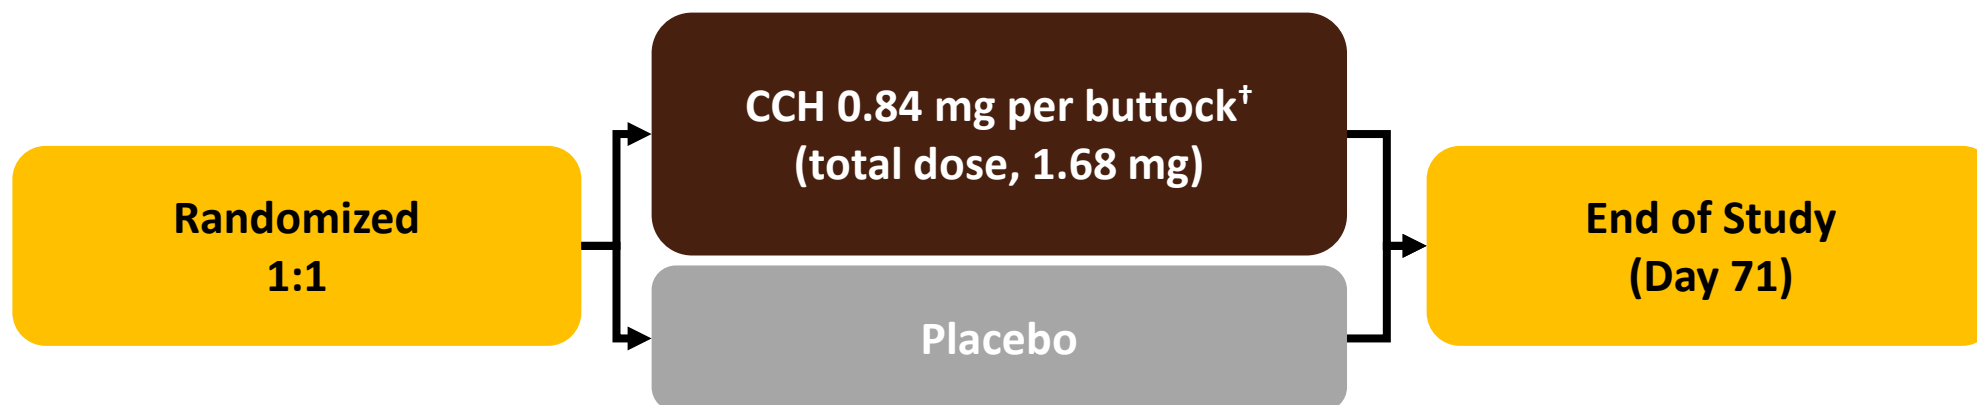 Randomized
1:1
CCH 0.84 mg per buttock†
(total dose, 1.68 mg)
Placebo
End of Study
(Day 71)